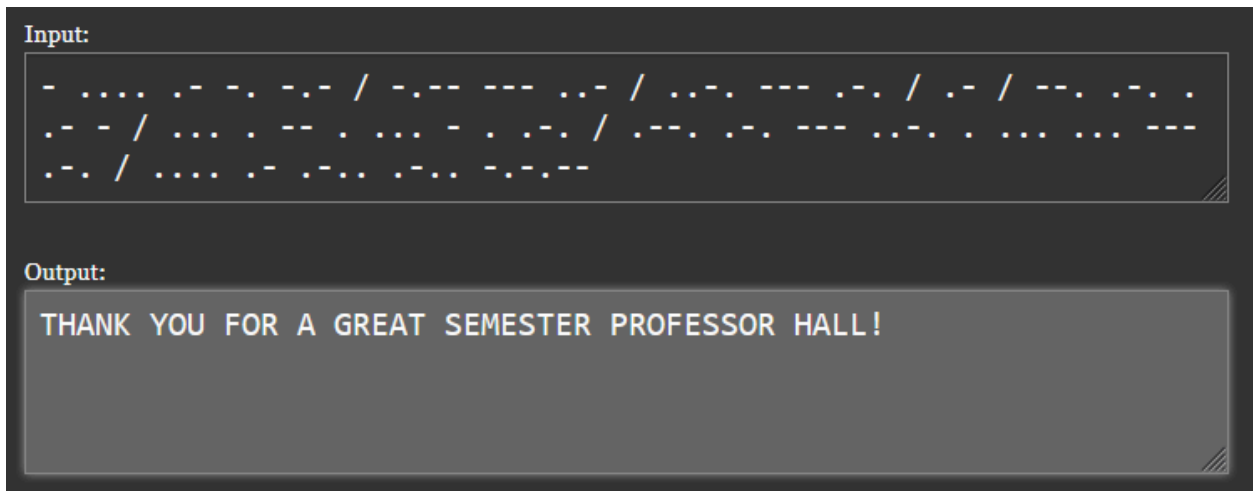 Input:
- .... .- -. -.- / -.-- --- ..- / ..-. --- .-. / .- / --. .-. .
.- - / ... . -- . ... - . .-. / .--. .-. --- ..-. . ... ... ---
.-. / .... .- .-.. .-.. -.-.--
Output:
THANK YOU FOR A GREAT SEMESTER PROFESSOR HALL!